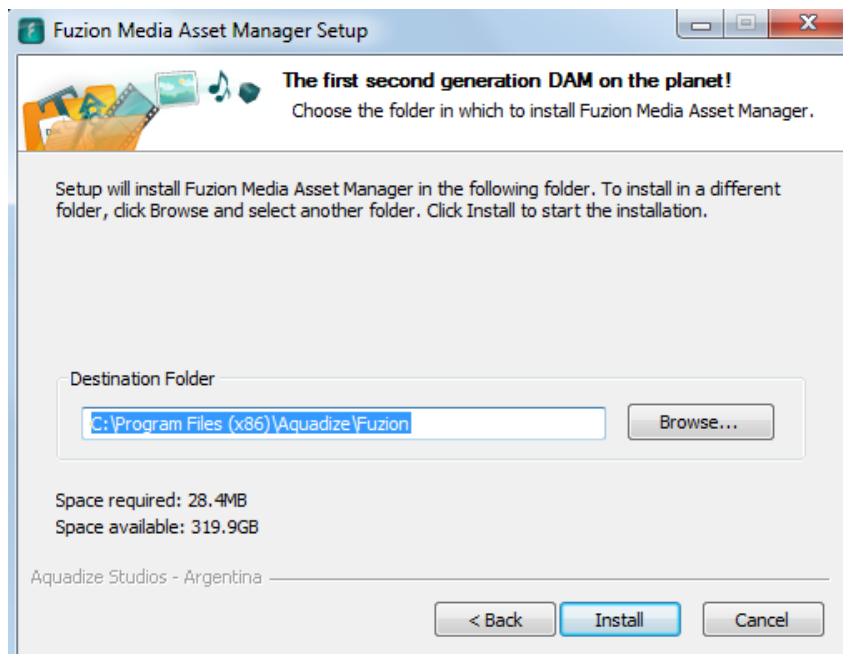 Fuzion Media Asset Manager Setup
The first second generation DAM on the planet!
Choose the folder in which to install Fuzion Media Asset Manager.
Setup will install Fuzion Media Asset Manager in the following folder. To install in a different
folder, click Browse and select another folder. Click Install to start the installation.
Destination Folder
C:\Program Files (x86)\Aquadize\Fuzion
Browse...
Space required: 28.4MB
Space available: 319.9GB
Aquadize Studios - Argentina
< Back
Install
Cancel